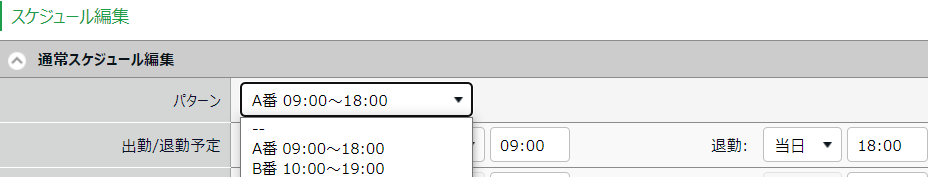 スケジュール編集
通常スケジュール編集
パターン A番 09:00～18:00
--
出勤/退勤予定 A番 09:00～18:00 09:00 退勤: 当日 18:00
B番 10:00～19:00